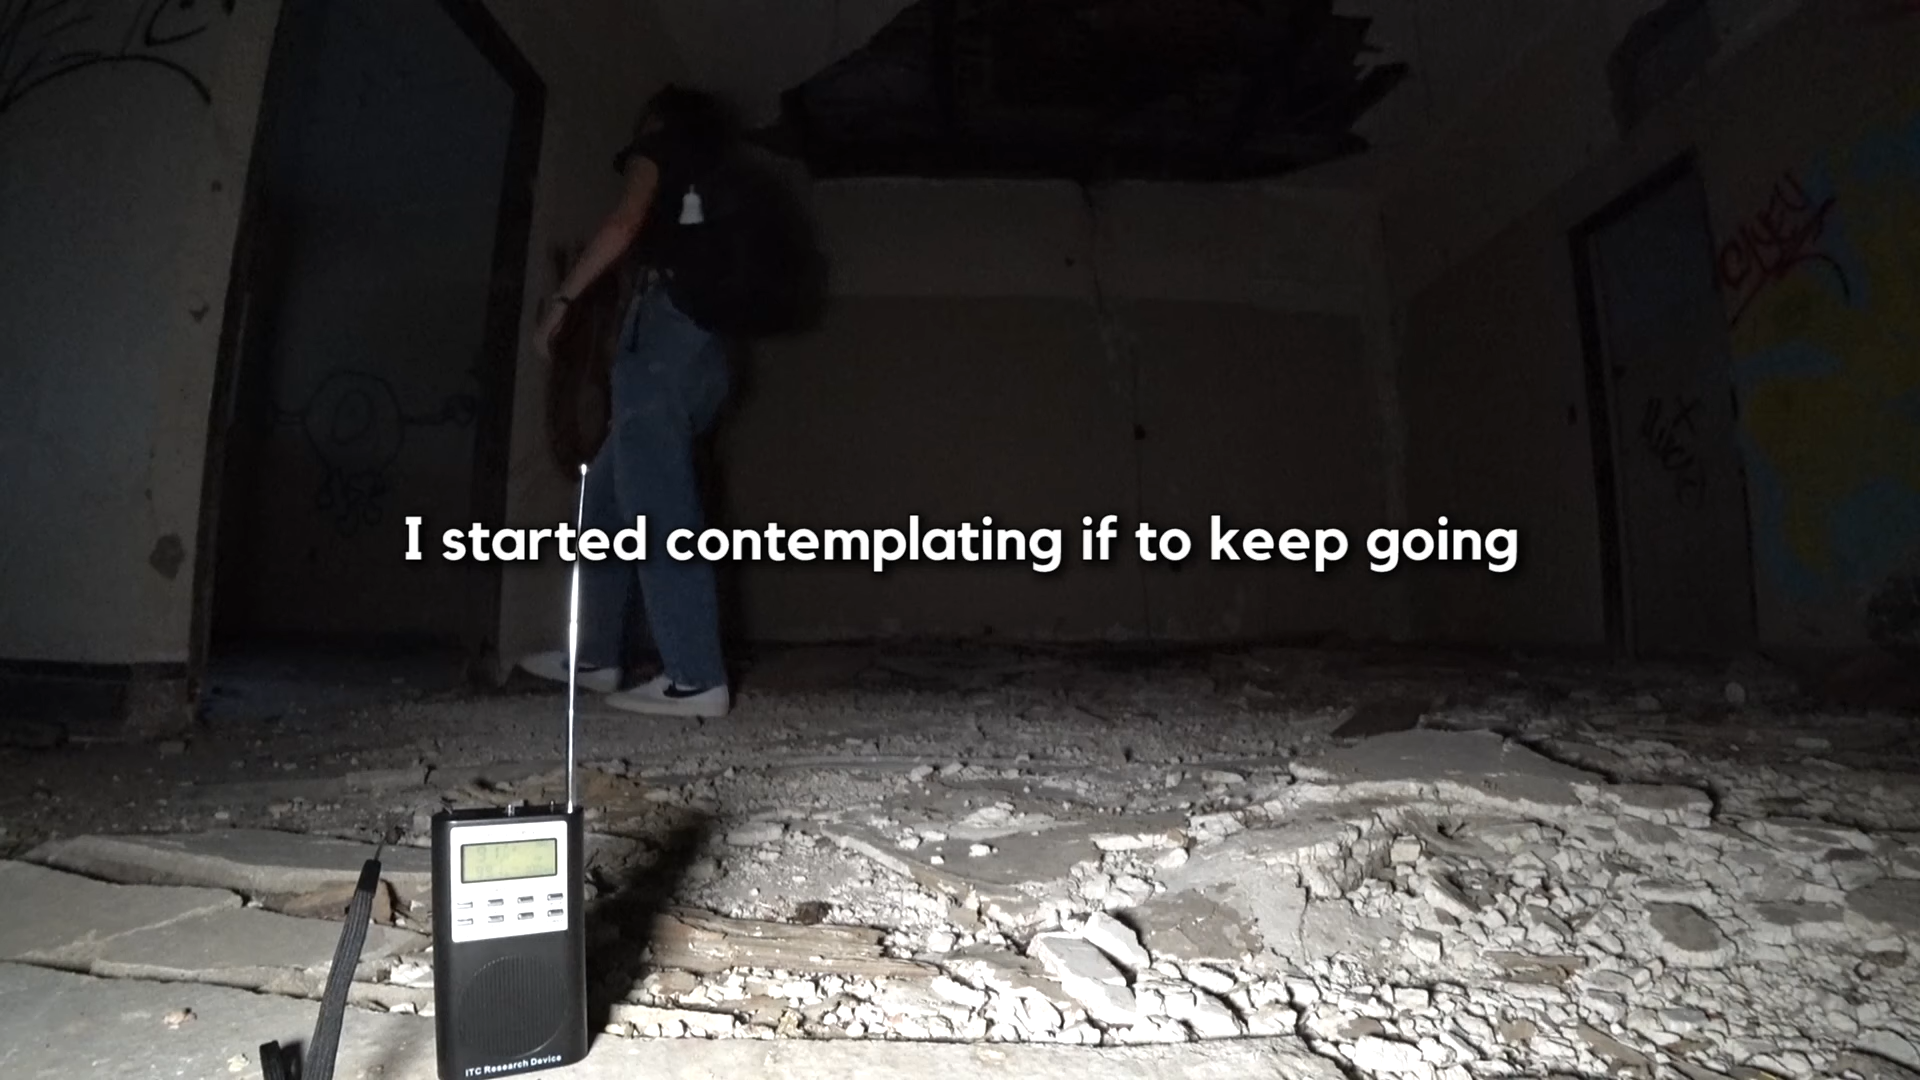 I started contemplating if to keep going
ITC Research Device